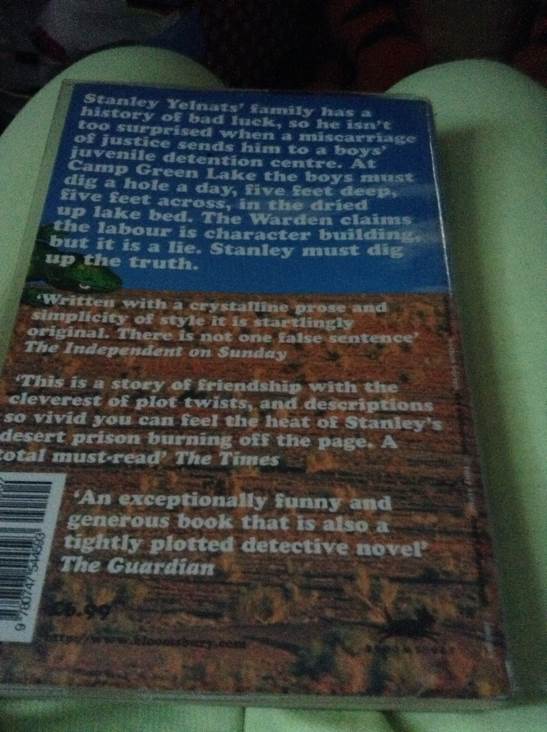 Stanley Yelnats' family has a
history of bad luck, so he isn't
too surprised when a miscarriage
of justice sends him to a boys'
juvenile detention centre. At
Camp Green Lake the boys must
dig a hole a day, five feet deep,
five feet across, in the dried
up lake bed. The Warden claims
the labour is character building,
but it is a lie. Stanley must dig
up the truth.
'Written with a crystalline prose and
simplicity of style it is startlingly
original. There is not one false sentence'
The Independent on Sunday
'This is a story of friendship with the
cleverest of plot twists, and descriptions
so vivid you can feel the heat of Stanley's
desert prison burning off the page. A
total must-read' The Times
'An exceptionally funny and
generous book that is also a
tightly plotted detective novel'
The Guardian
£6.99
http://www.bloomsbury.com
BLOOMSBURY